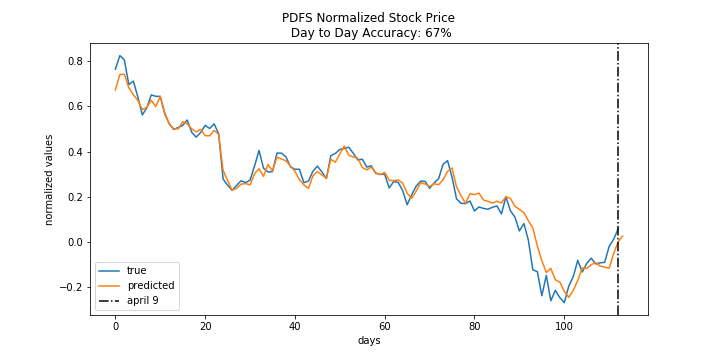 PDFS Normalized Stock Price
Day to Day Accuracy: 67%
normalized values
0.8
0.6
0.4
0.2
0.0
−0.2
true
predicted
april 9
0
20
40
60
80
100
days